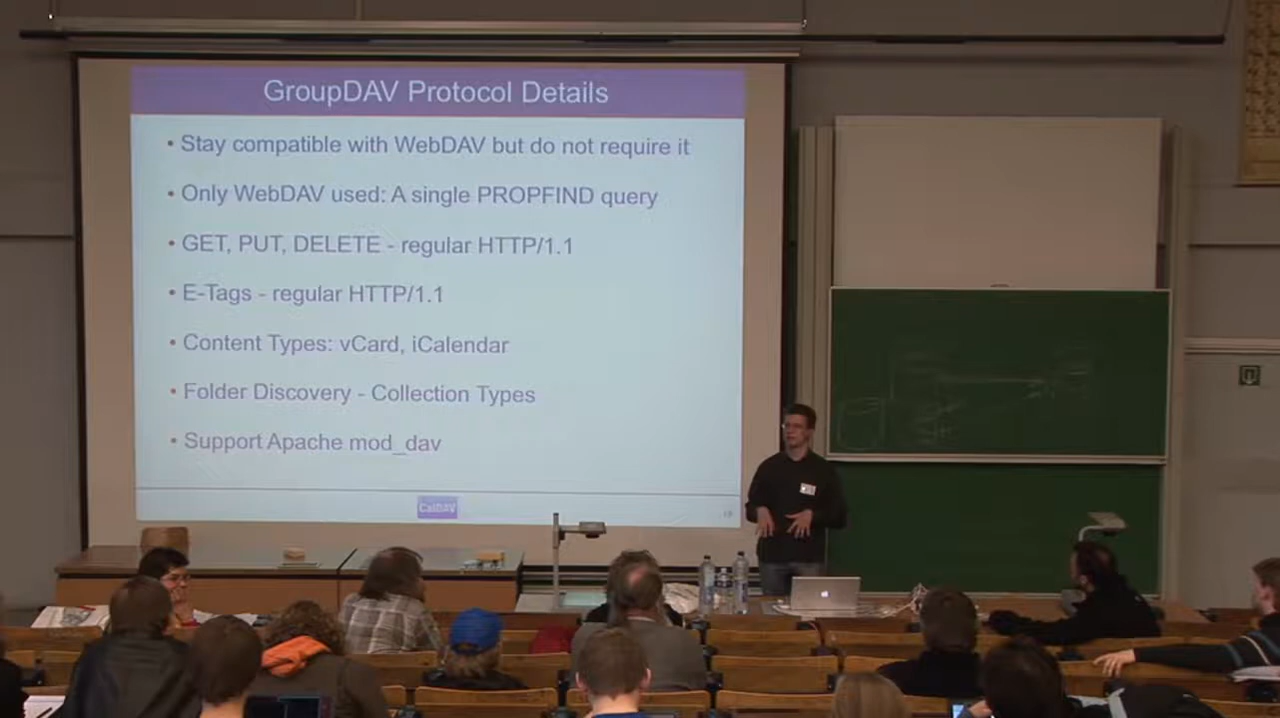 GroupDAV Protocol Details
• Stay compatible with WebDAV but do not require it
• Only WebDAV used: A single PROPFIND query
• GET, PUT, DELETE - regular HTTP/1.1
• E-Tags - regular HTTP/1.1
• Content Types: vCard, iCalendar
• Folder Discovery - Collection Types
• Support Apache mod_dav
CalDAV